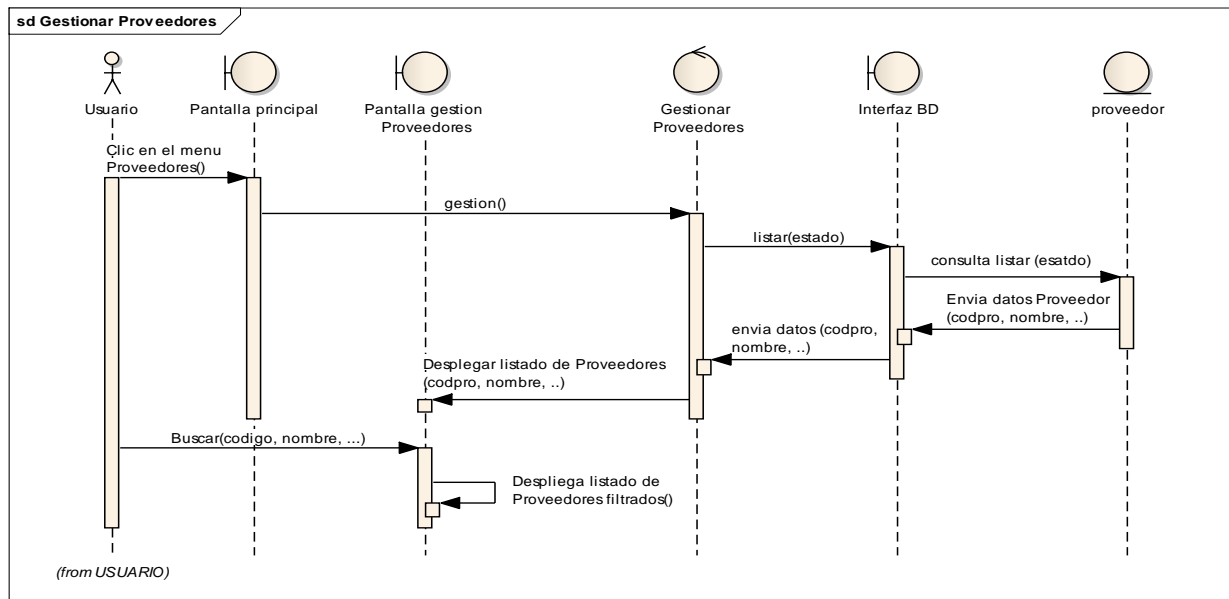 sd Gestionar Proveedores
Usuario
Pantalla principal
Pantalla gestion
Proveedores
Gestionar
Proveedores
Interfaz BD
proveedor
Clic en el menu
Proveedores()
gestion()
listar(estado)
consulta listar (esatdo)
Envia datos Proveedor
(codpro, nombre, ..)
envia datos (codpro,
nombre, ..)
Desplegar listado de Proveedores
(codpro, nombre, ..)
Buscar(codigo, nombre, ...)
Despliega listado de
Proveedores filtrados()
(from USUARIO)